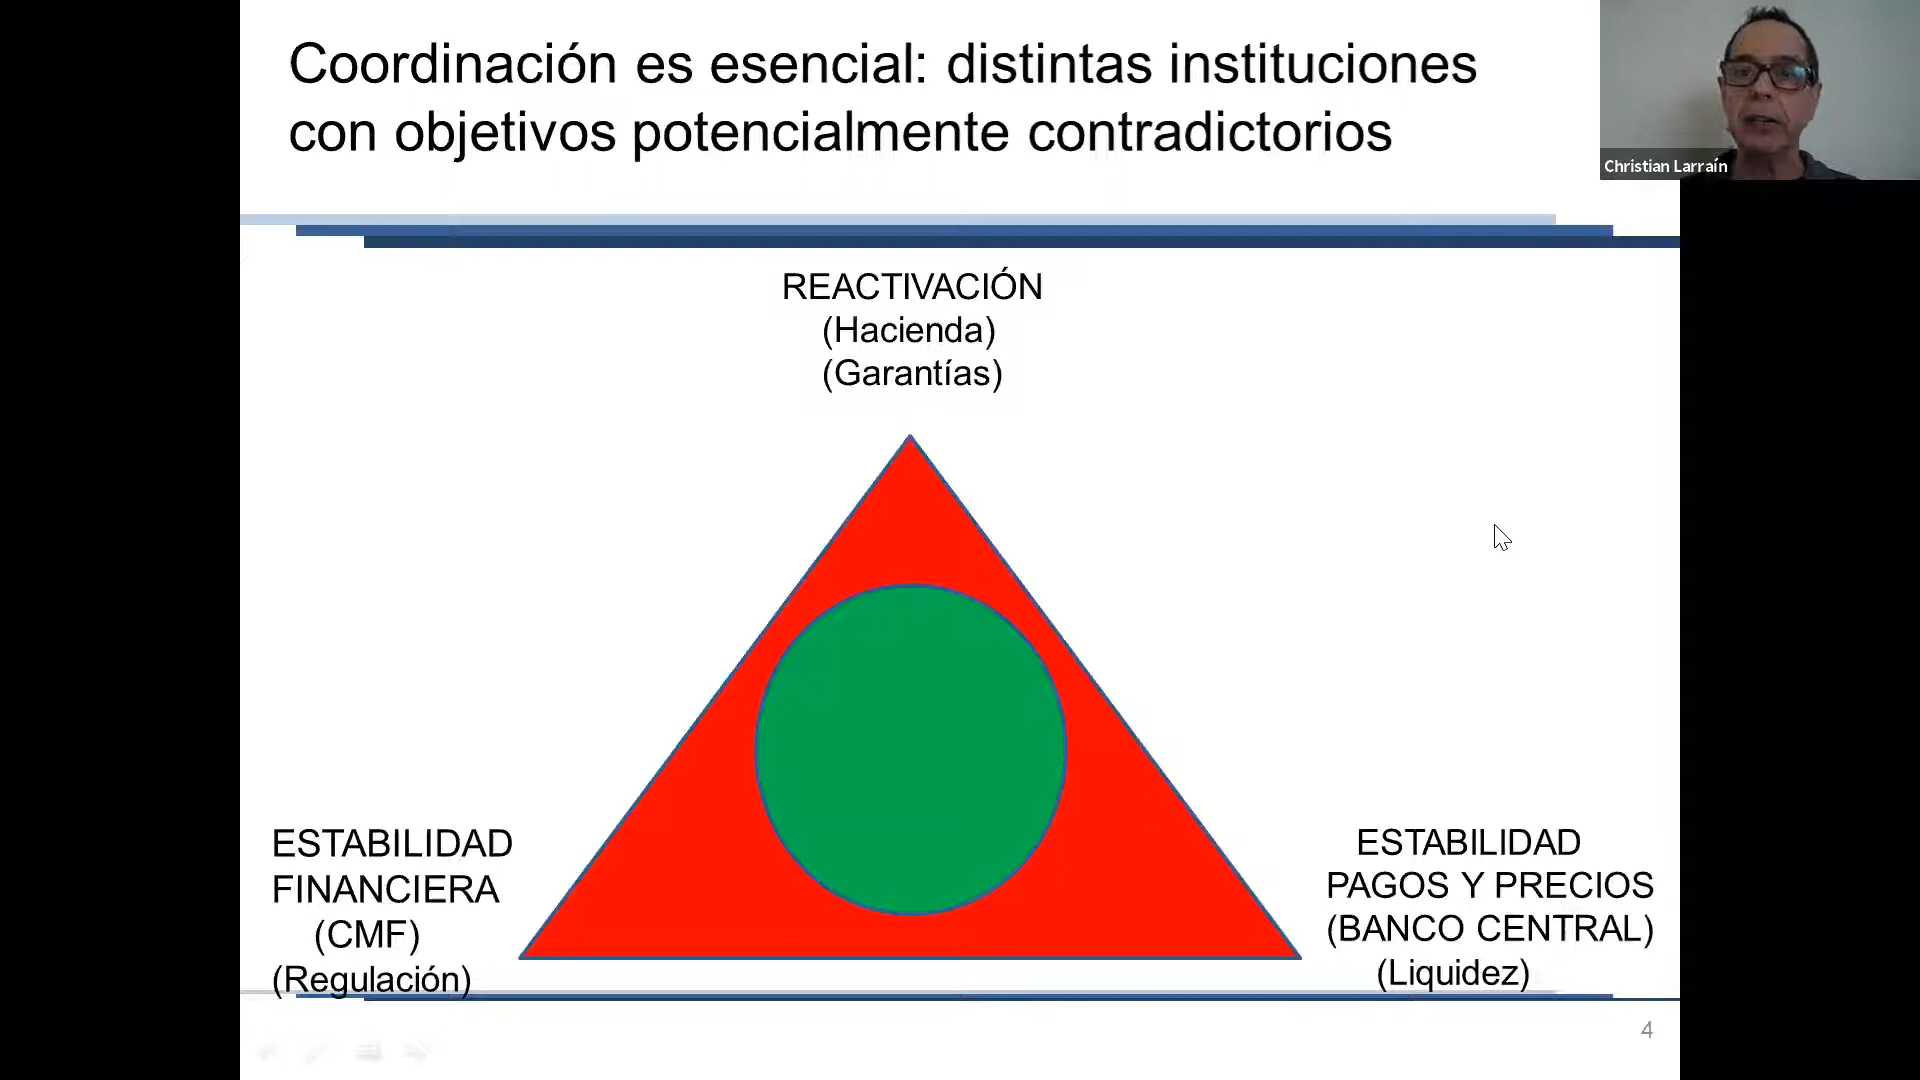 Coordinación es esencial: distintas instituciones
con objetivos potencialmente contradictorios
Christian Larraín
REACTIVACIÓN
(Hacienda)
(Garantías)
ESTABILIDAD
FINANCIERA
(CMF)
(Regulación)
ESTABILIDAD
PAGOS Y PRECIOS
(BANCO CENTRAL)
(Liquidez)
4